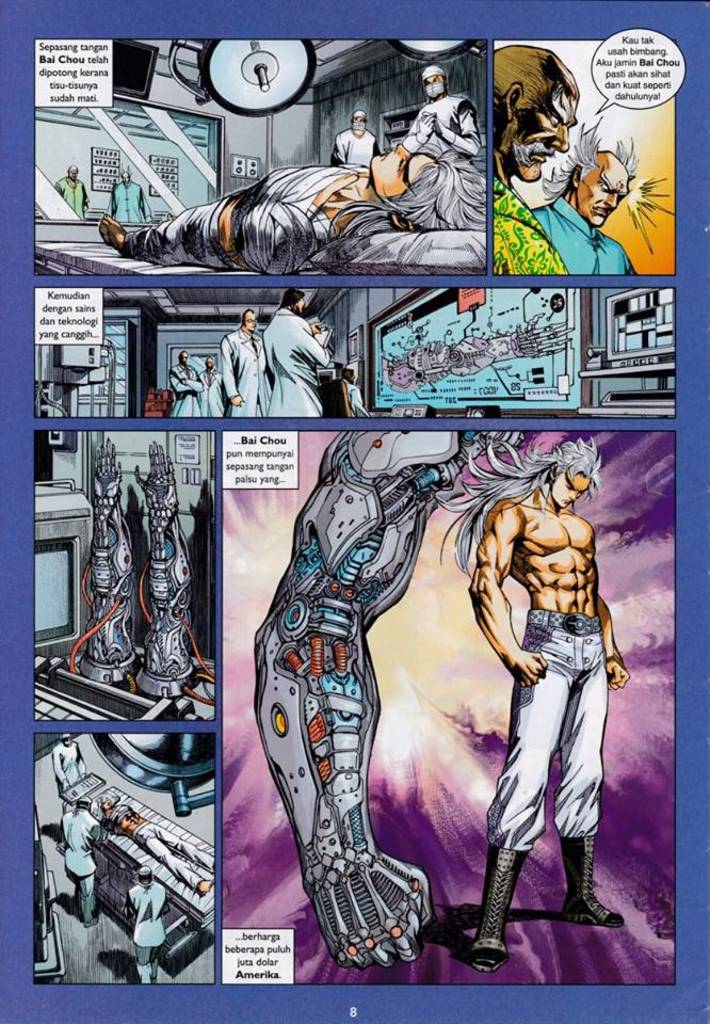 Sepasang tangan
Bai Chou telah
dipotong kerana
tisu-tisunya
sudah mati.
Kau tak
usah bimbang.
Aku jamin Bai Chou
pasti akan sihat
dan kuat seperti
dahulunya!
Kemudian
dengan sains
dan teknologi
yang canggih...
...Bai Chou
pun mempunyai
sepasang tangan
palsu yang...
...berharga
beberapa puluh
juta dolar
Amerika.
8